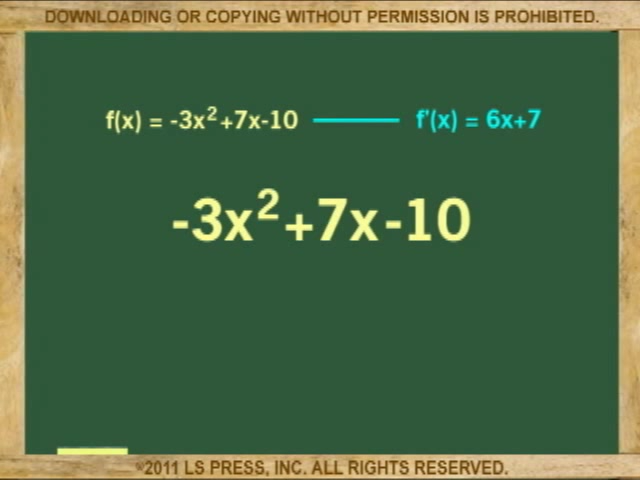 DOWNLOADING OR COPYING WITHOUT PERMISSION IS PROHIBITED.
f(x) = -3x²+7x-10 —— f'(x) = 6x+7
-3x²+7x-10
©2011 LS PRESS, INC. ALL RIGHTS RESERVED.